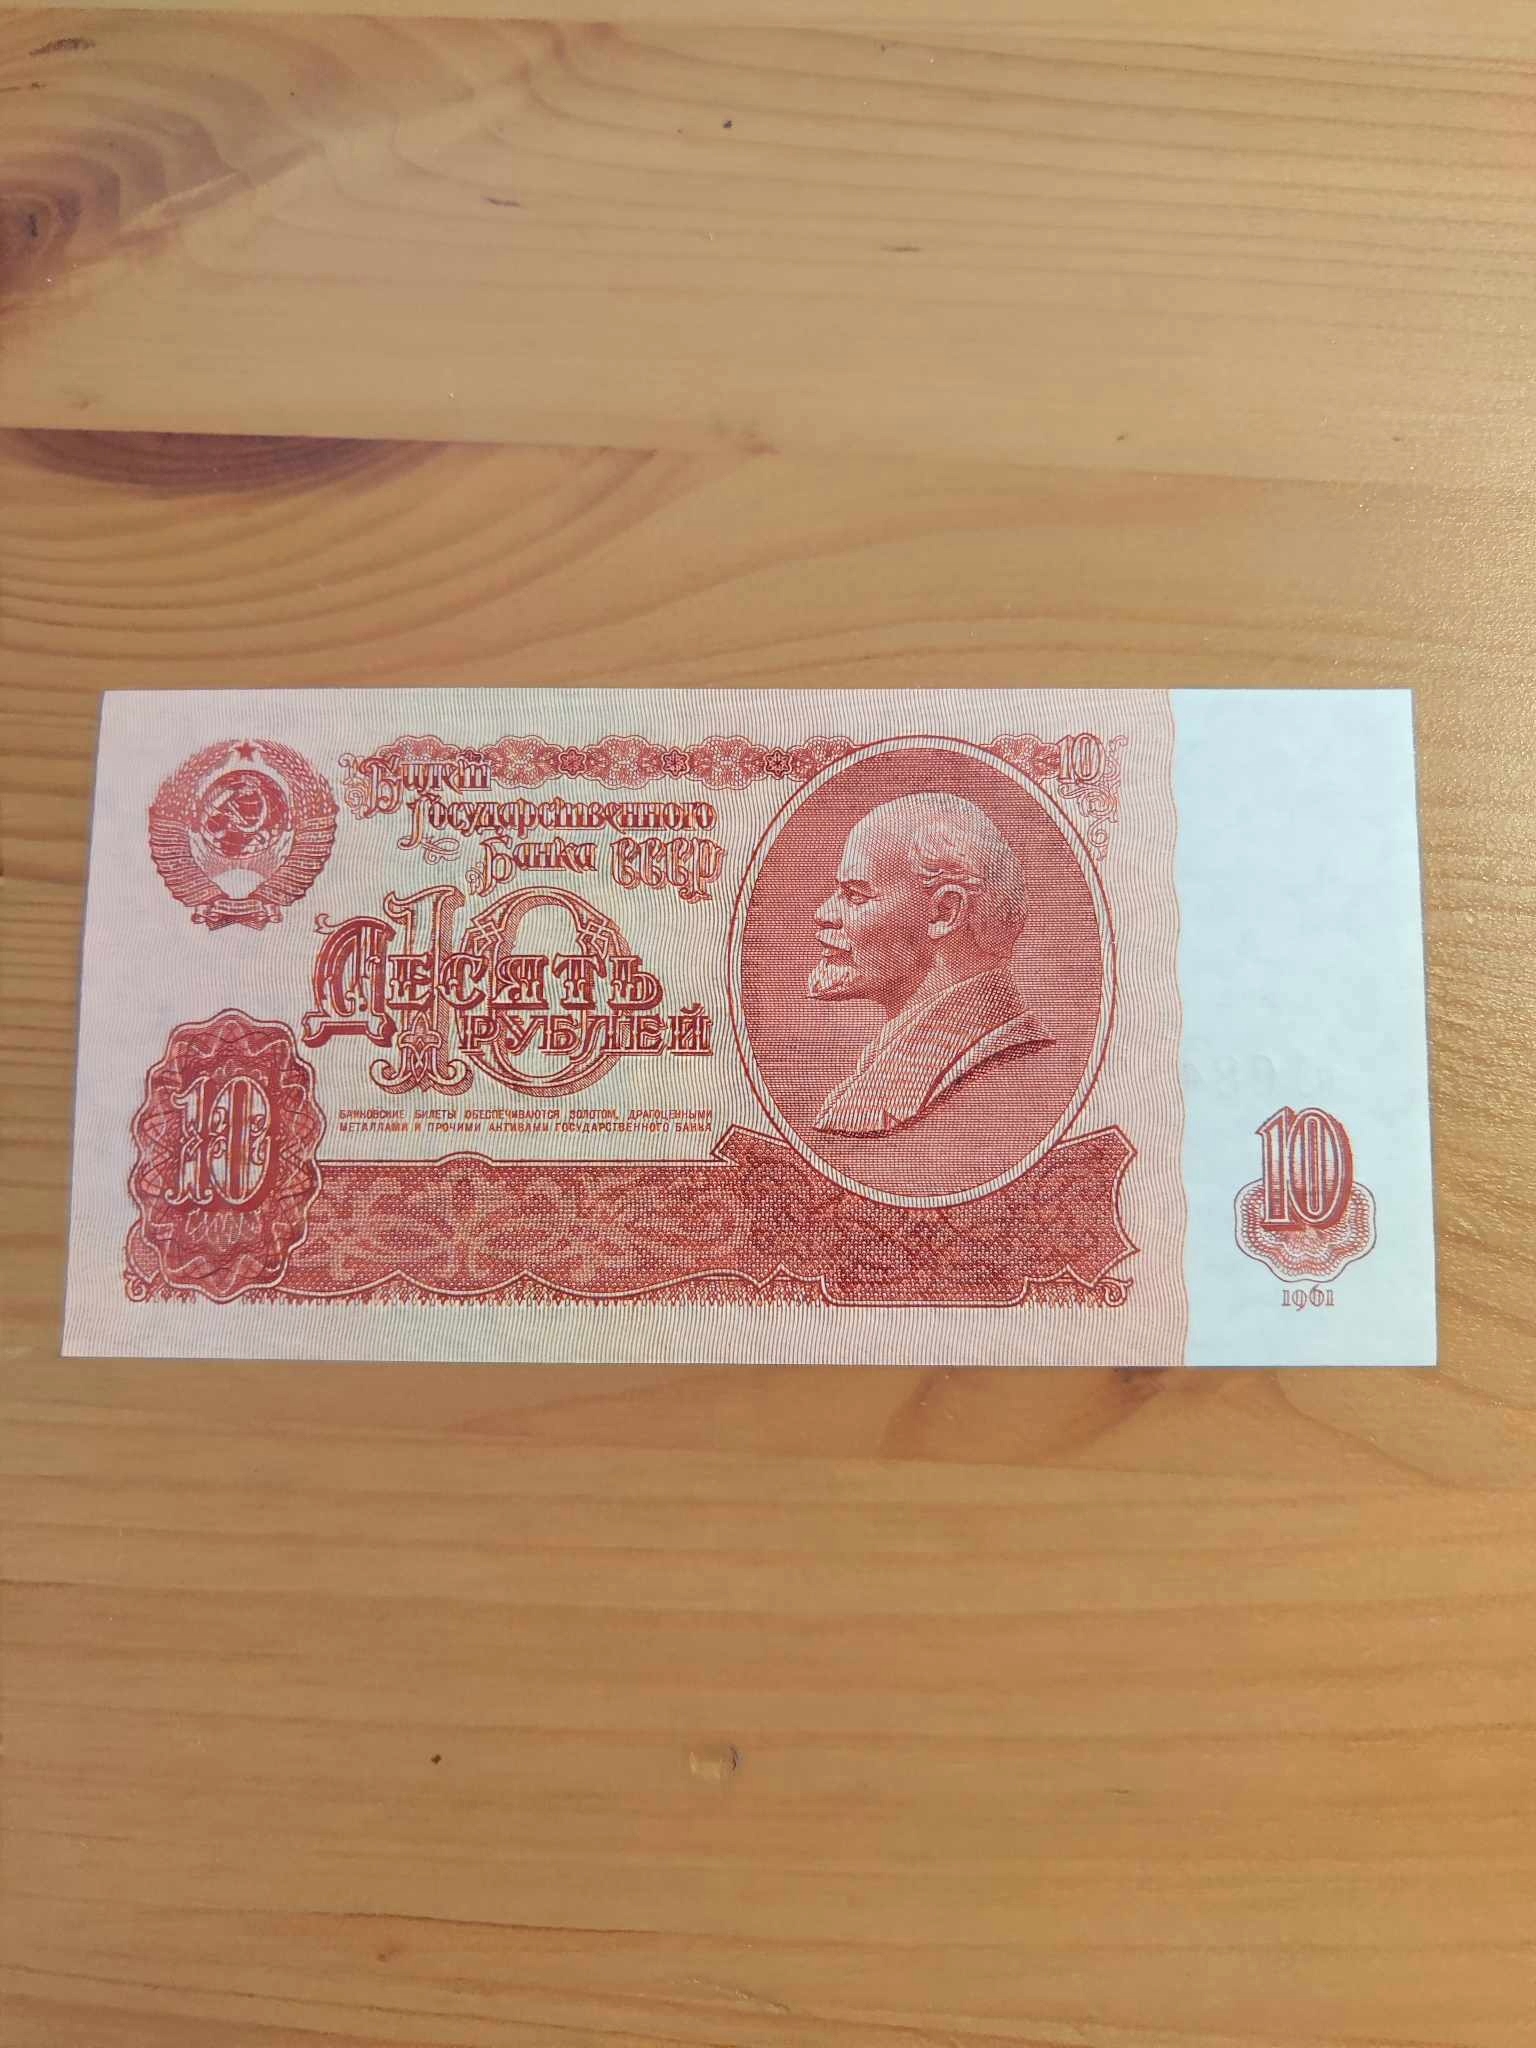 Билет
Государственного
Банка СССР
10
10
Десять
рублей
БАНКОВСКИЕ БИЛЕТЫ ОБЕСПЕЧИВАЮТСЯ ЗОЛОТОМ, ДРАГОЦЕННЫМИ
МЕТАЛЛАМИ И ПРОЧИМИ АКТИВАМИ ГОСУДАРСТВЕННОГО БАНКА
10
10
1961